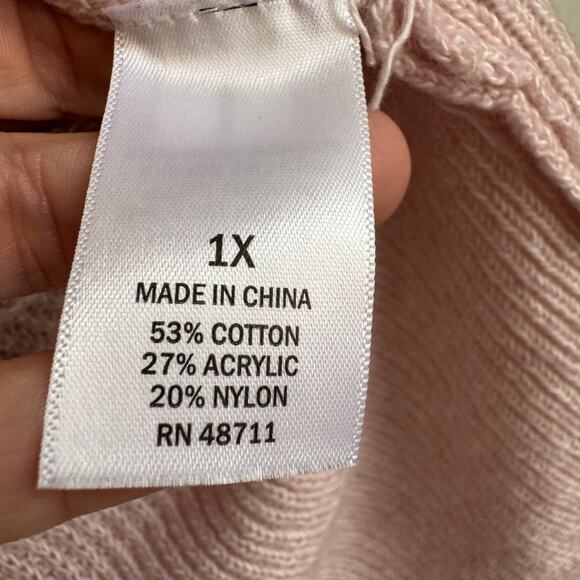 1X
MADE IN CHINA
53% COTTON
27% ACRYLIC
20% NYLON
RN 48711